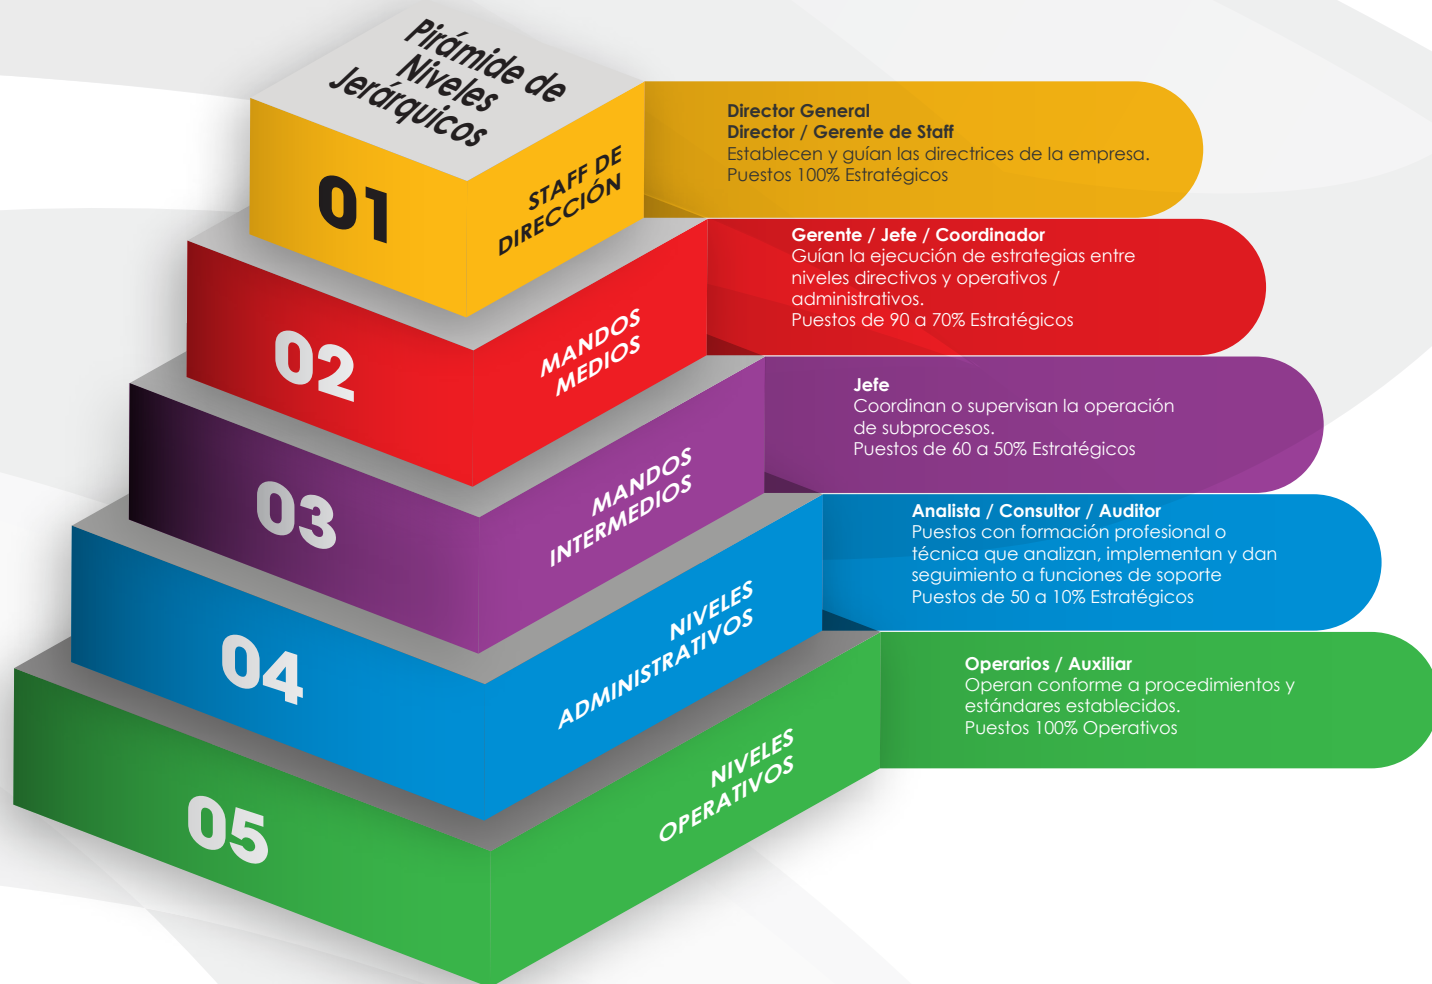 Pirámide de
Niveles
Jerárquicos
01
STAFF DE
DIRECCIÓN
Director General
Director / Gerente de Staff
Establecen y guían las directrices de la empresa.
Puestos 100% Estratégicos
02
MANDOS
MEDIOS
Gerente / Jefe / Coordinador
Guían la ejecución de estrategias entre
niveles directivos y operativos /
administrativos.
Puestos de 90 a 70% Estratégicos
03
MANDOS
INTERMEDIOS
Jefe
Coordinan o supervisan la operación
de subprocesos.
Puestos de 60 a 50% Estratégicos
04
NIVELES
ADMINISTRATIVOS
Analista / Consultor / Auditor
Puestos con formación profesional o
técnica que analizan, implementan y dan
seguimiento a funciones de soporte
Puestos de 50 a 10% Estratégicos
05
NIVELES
OPERATIVOS
Operarios / Auxiliar
Operan conforme a procedimientos y
estándares establecidos.
Puestos 100% Operativos